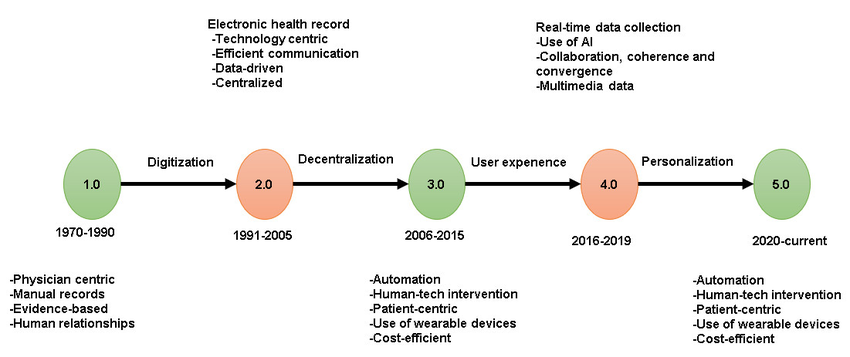 Electronic health record
-Technology centric
-Efficient communication
-Data-driven
-Centralized
Real-time data collection
-Use of AI
-Collaboration, coherence and
convergence
-Multimedia data
Digitization
Decentralization
User expenence
Personalization
1.0
2.0
3.0
4.0
5.0
1970-1990
1991-2005
2006-2015
2016-2019
2020-current
-Physician centric
-Manual records
-Evidence-based
-Human relationships
-Automation
-Human-tech intervention
-Patient-centric
-Use of wearable devices
-Cost-efficient
-Automation
-Human-tech intervention
-Patient-centric
-Use of wearable devices
-Cost-efficient